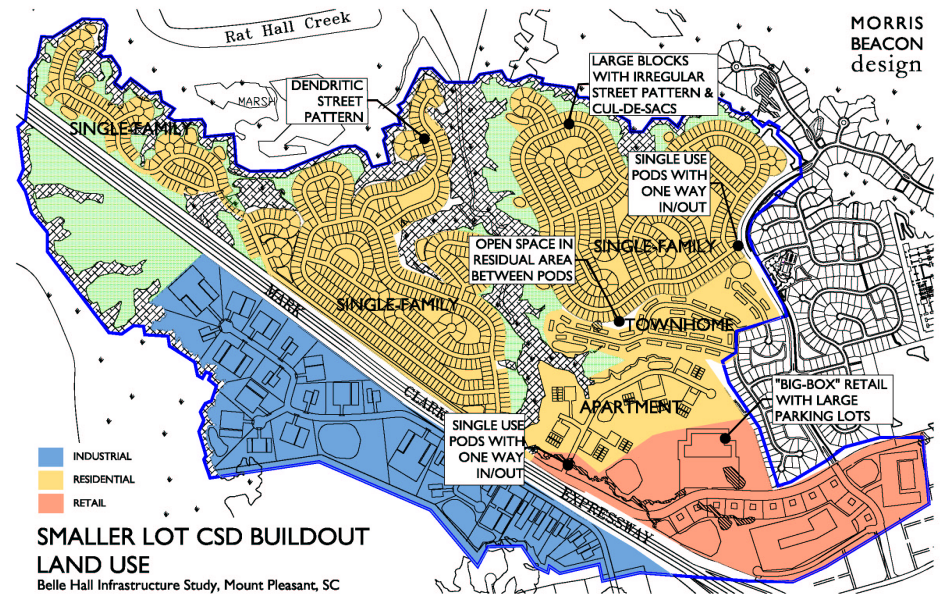 Rat Hall Creek
MORRIS
BEACON
design
LARGE BLOCKS
WITH IRREGULAR
STREET PATTERN &
CUL-DE-SACS
DENDRITIC
STREET
PATTERN
MARSH
SINGLE-FAMILY
SINGLE USE
PODS WITH
ONE WAY
IN/OUT
OPEN SPACE IN
RESIDUAL AREA
BETWEEN PODS
SINGLE-FAMILY
MARK
SINGLE-FAMILY
TOWNHOME
CLARK
"BIG-BOX" RETAIL
WITH LARGE
PARKING LOTS
APARTMENT
SINGLE USE
PODS WITH
ONE WAY
IN/OUT
EXPRESSWAY
INDUSTRIAL
RESIDENTIAL
RETAIL
SMALLER LOT CSD BUILDOUT
LAND USE
Belle Hall Infrastructure Study, Mount Pleasant, SC